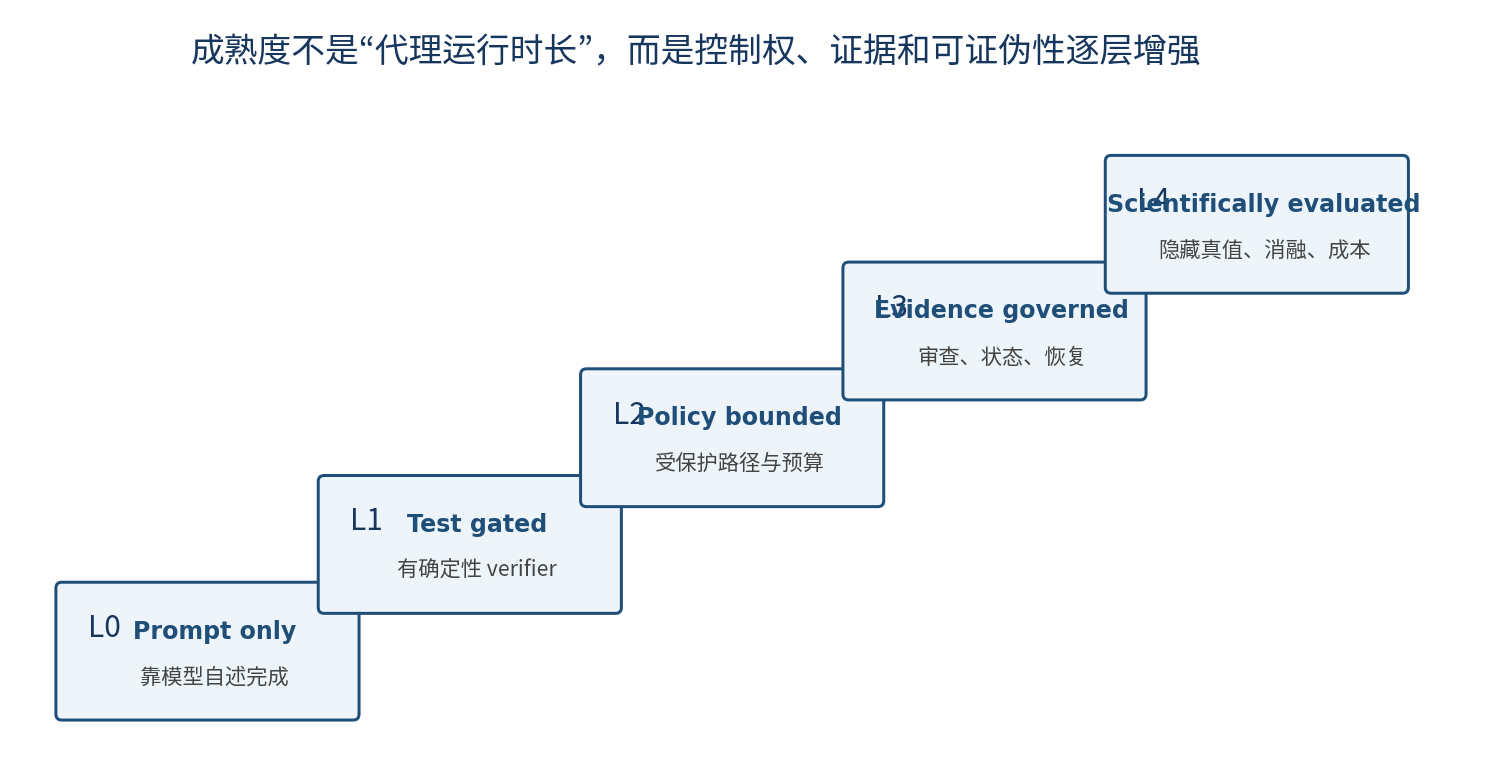 成熟度不是“代理运行时长”，而是控制权、证据和可证伪性逐层增强
L4
Scientifically evaluated
隐藏真值、消融、成本
L3
Evidence governed
审查、状态、恢复
L2
Policy bounded
受保护路径与预算
L1
Test gated
有确定性 verifier
L0
Prompt only
靠模型自述完成